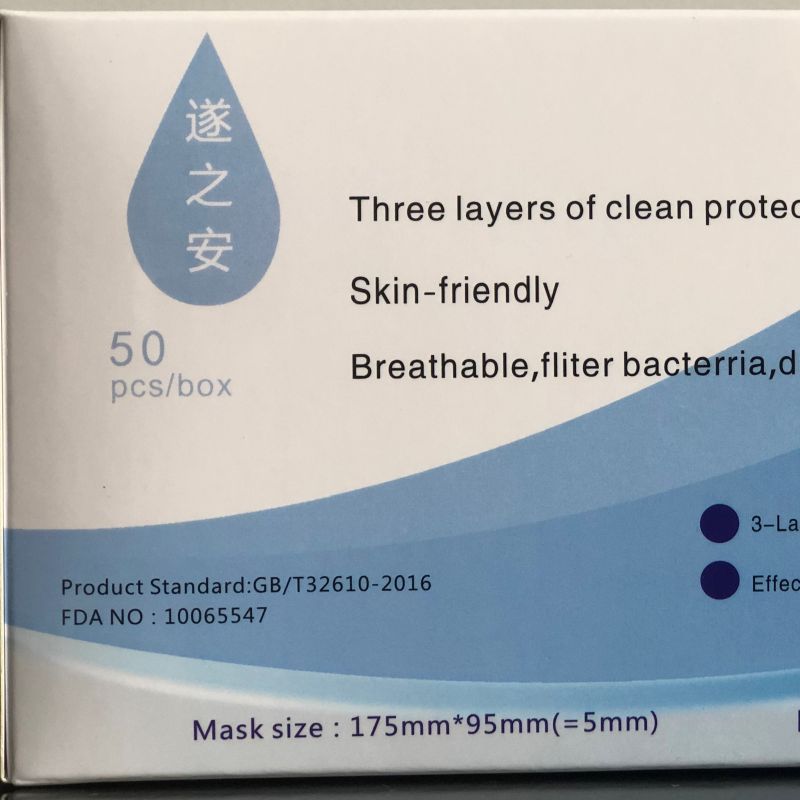 遂
之
安
50
pcs/box
Three layers of clean protec
Skin-friendly
Breathable,fliter bacterria,d
3-La
Effec
Product Standard:GB/T32610-2016
FDA NO : 10065547
Mask size : 175mm*95mm(=5mm)